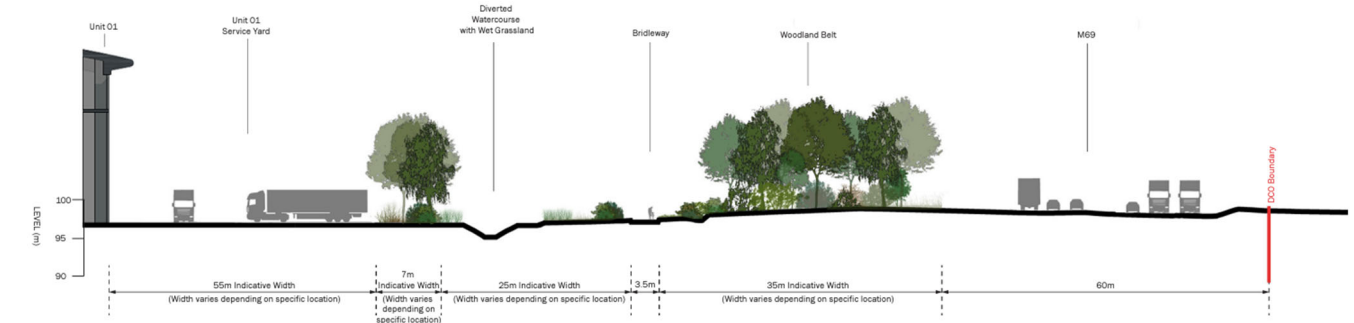 Unit 01
Unit 01
Service Yard
Diverted
Watercourse
with Wet Grassland
Bridleway
Woodland Belt
M69
DCO Boundary
LEVEL (m)
100
95
90
55m Indicative Width
(Width varies depending on specific location)
7m
Indicative Width
(Width varies
depending on
specific location)
25m Indicative Width
(Width varies depending on specific location)
3.5m
35m Indicative Width
(Width varies depending on specific location)
60m